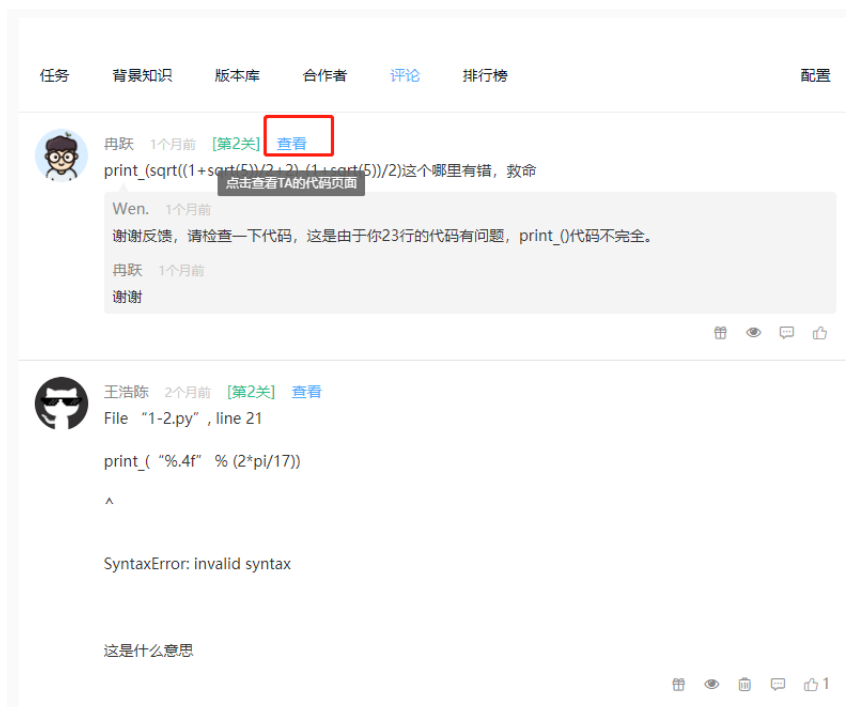 任务 背景知识 版本库 合作者 评论 排行榜 配置
冉跃 1个月前 [第2关] 查看
print_(sqrt((1+sqrt(5))/2+2)-(1+sqrt(5))/2)这个哪里有错，救命
点击查看TA的代码页面
Wen. 1个月前
谢谢反馈，请检查一下代码，这是由于你23行的代码有问题，print_()代码不完全。
冉跃 1个月前
谢谢
王浩陈 2个月前 [第2关] 查看
File “1-2.py”, line 21
print_( “%.4f” % (2*pi/17))
^
SyntaxError: invalid syntax
这是什么意思
1